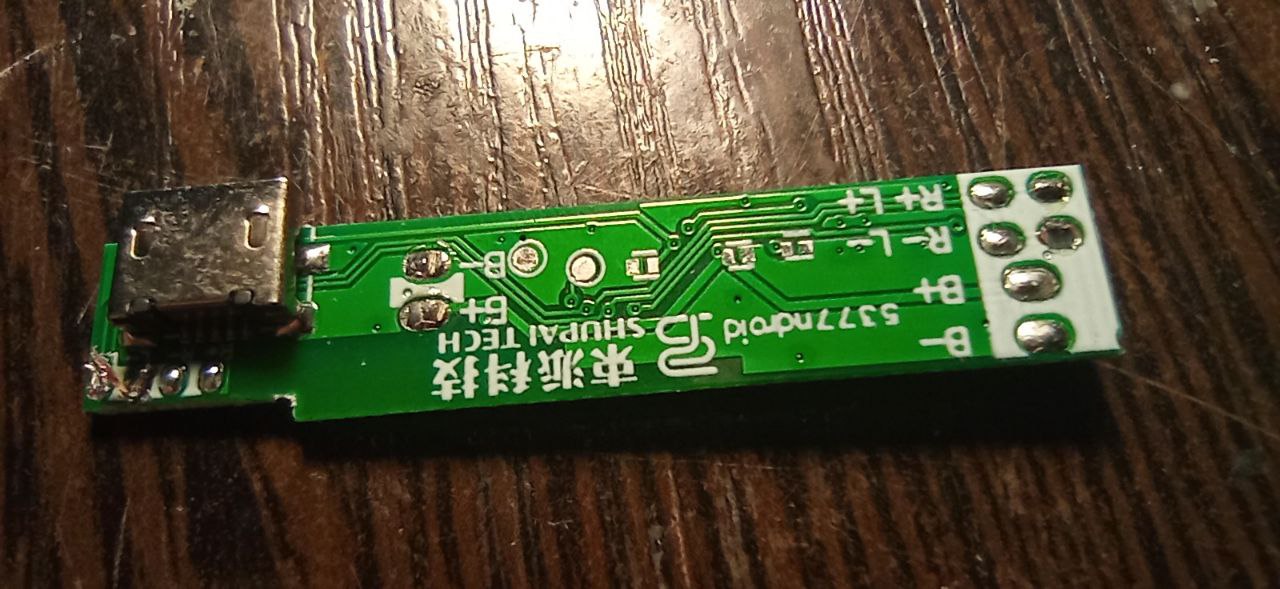 B-
5377ndroid
束派科技
SHUPAI TECH
B+
B+
B-
R- L-
R+L+